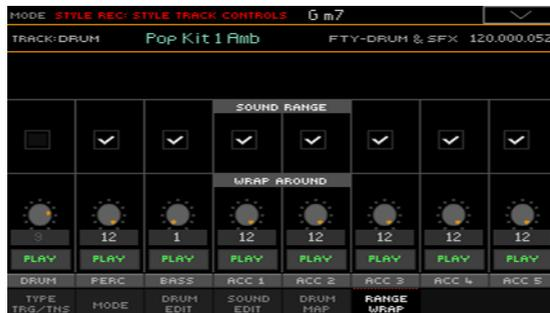 MODE STYLE REC: STYLE TRACK CONTROLS G m7
TRACK: DRUM Pop Kit 1 Amb FTY-DRUM & SFX 120.000.052
SOUND RANGE
WRAP AROUND
9 12 1 12 12 12 12 12
PLAY PLAY PLAY PLAY PLAY PLAY PLAY PLAY
DRUM PERC BASS ACC 1 ACC 2 ACC 3 ACC 4 ACC 5
TYPE TRG/TNS MODE DRUM EDIT SOUND EDIT DRUM MAP RANGE WRAP